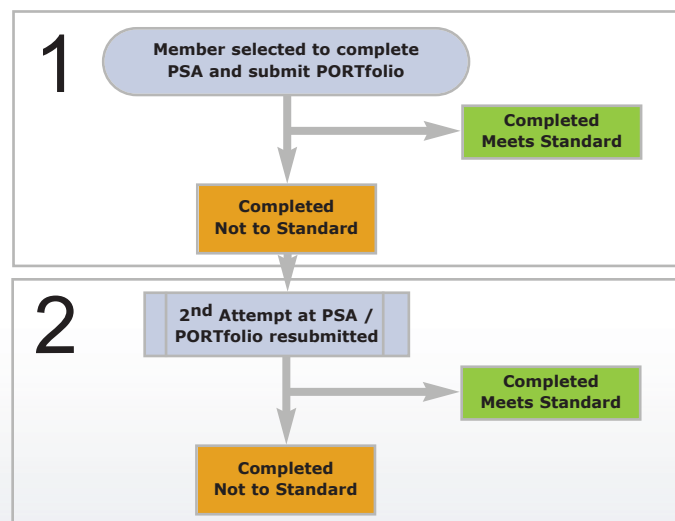 1
Member selected to complete
PSA and submit PORTfolio
Completed
Meets Standard
Completed
Not to Standard
2
2nd Attempt at PSA /
PORTfolio resubmitted
Completed
Meets Standard
Completed
Not to Standard